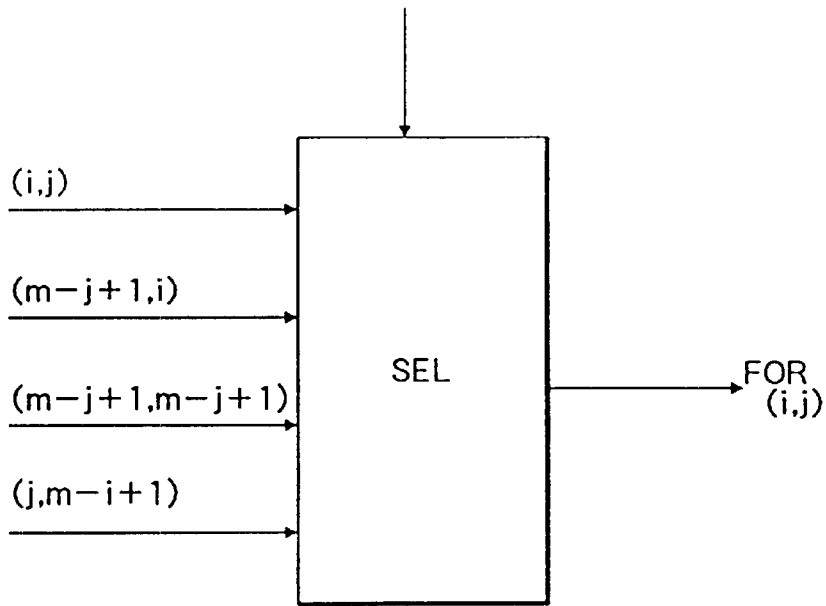 (i,j)
(m-j+1,i)
(m-j+1,m-j+1)
(j,m-i+1)
SEL
FOR
(i,j)